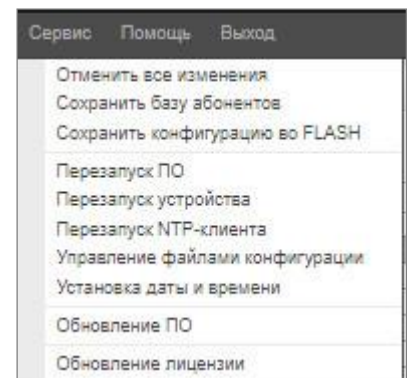 Сервис Помощь Выход
Отменить все изменения
Сохранить базу абонентов
Сохранить конфигурацию во FLASH
Перезапуск ПО
Перезапуск устройства
Перезапуск NTP-клиента
Управление файлами конфигурации
Установка даты и времени
Обновление ПО
Обновление лицензии